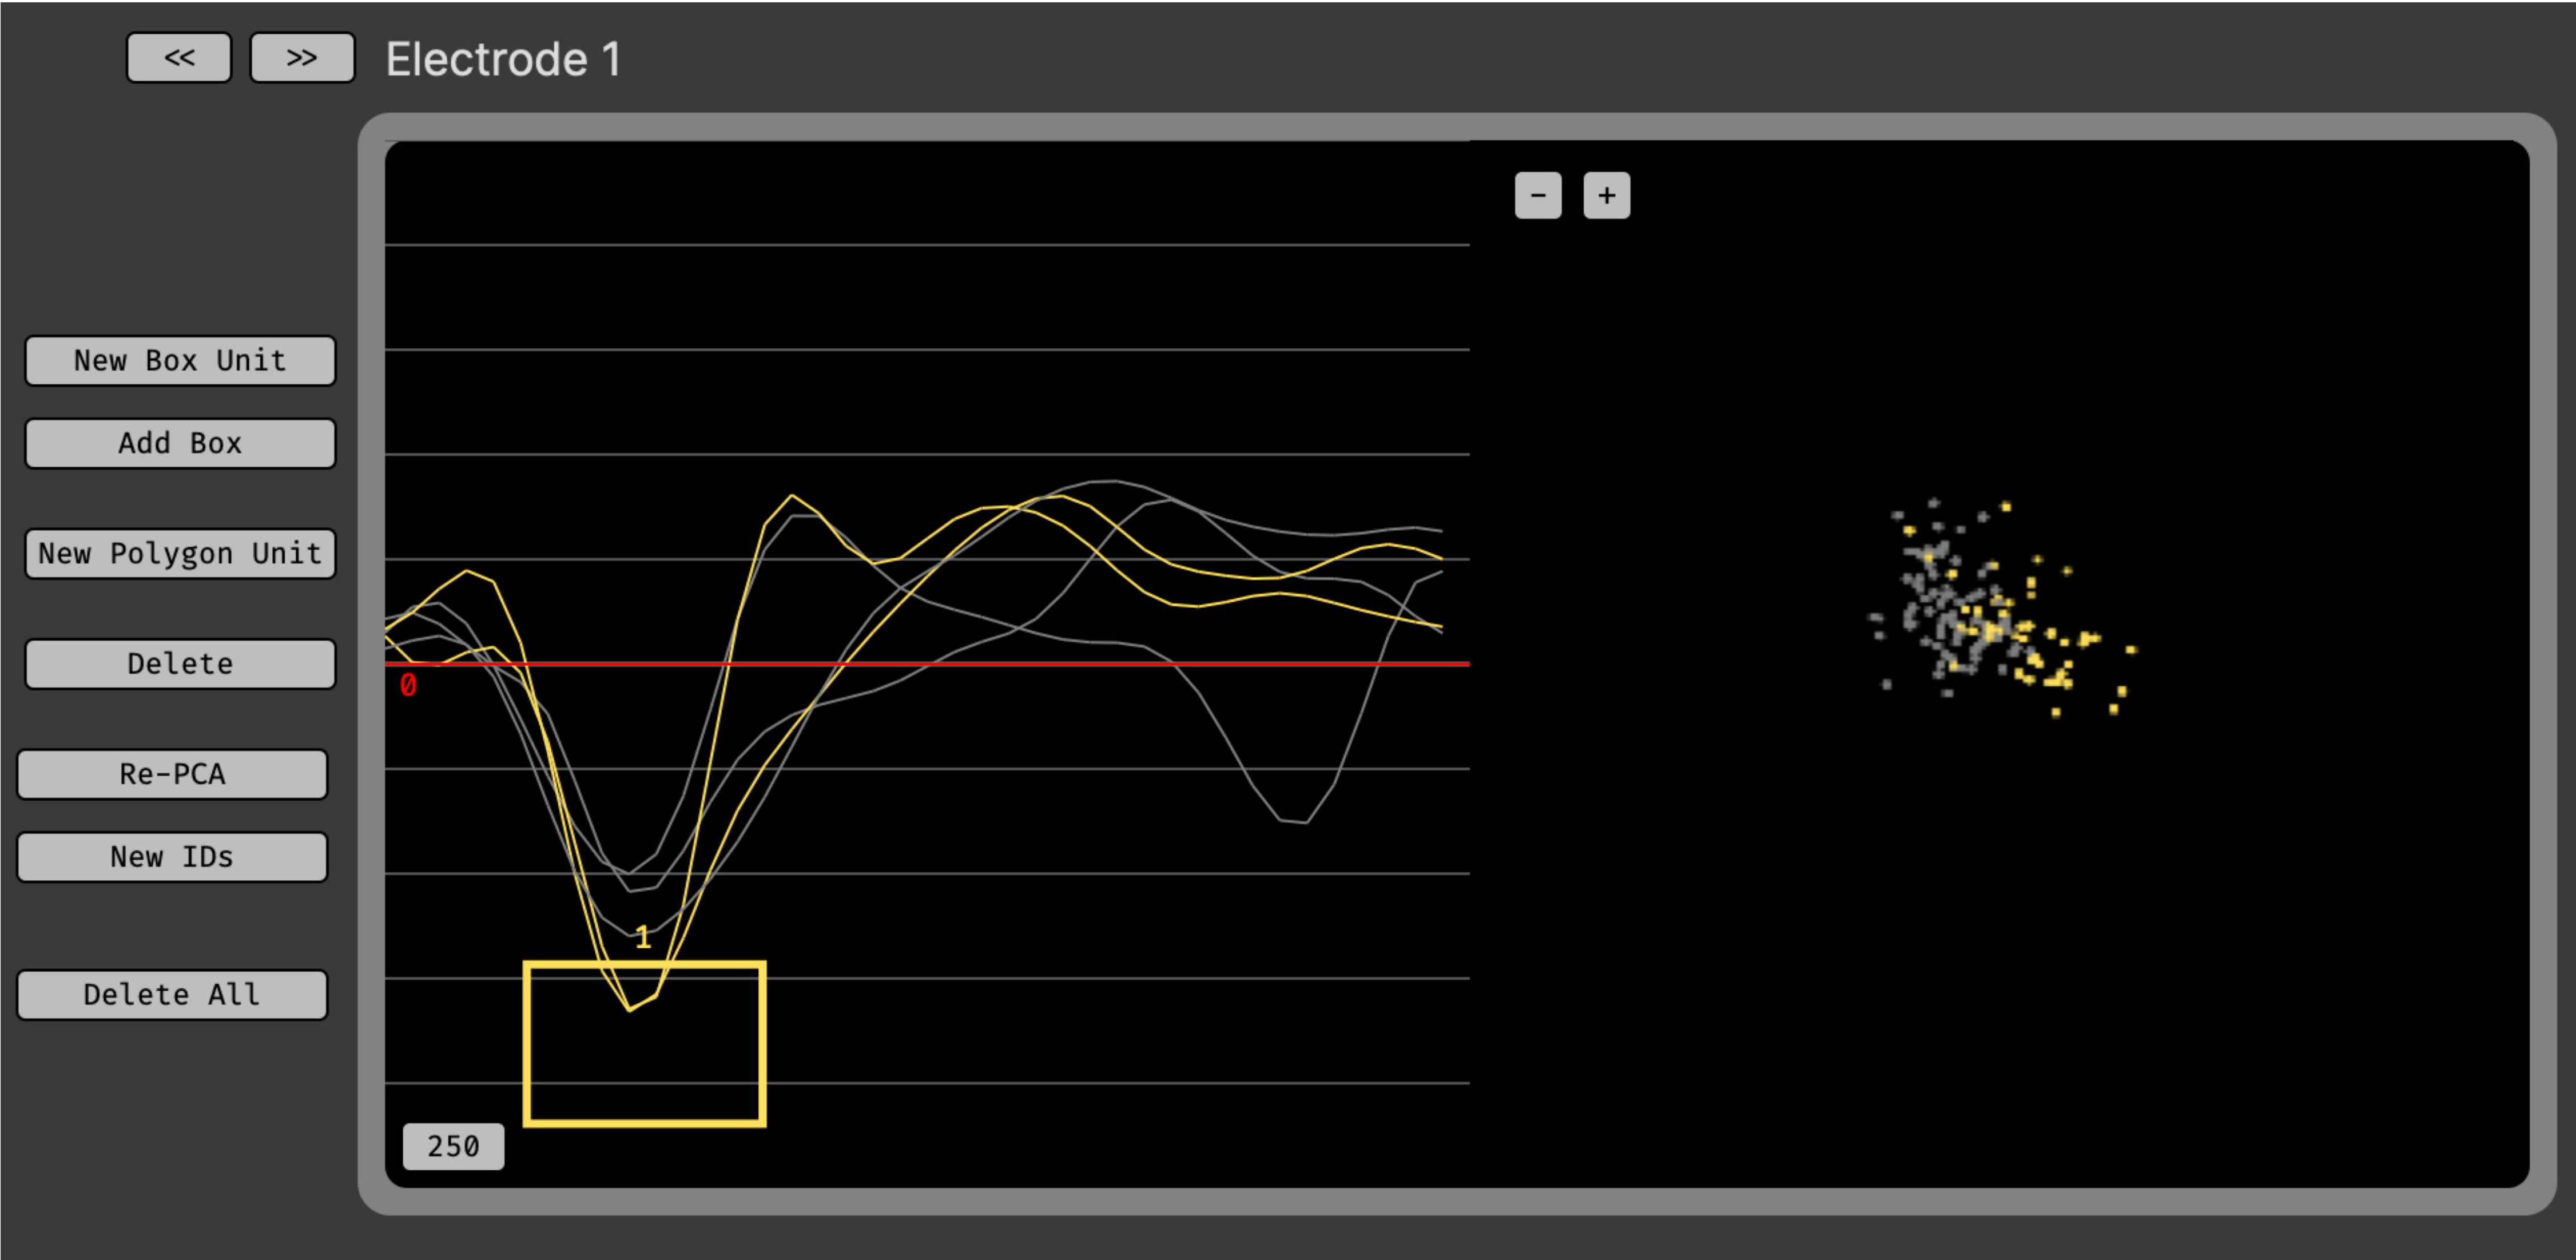 << >> Electrode 1
- +
New Box Unit
Add Box
New Polygon Unit
Delete
0
Re-PCA
New IDs
1
Delete All
250